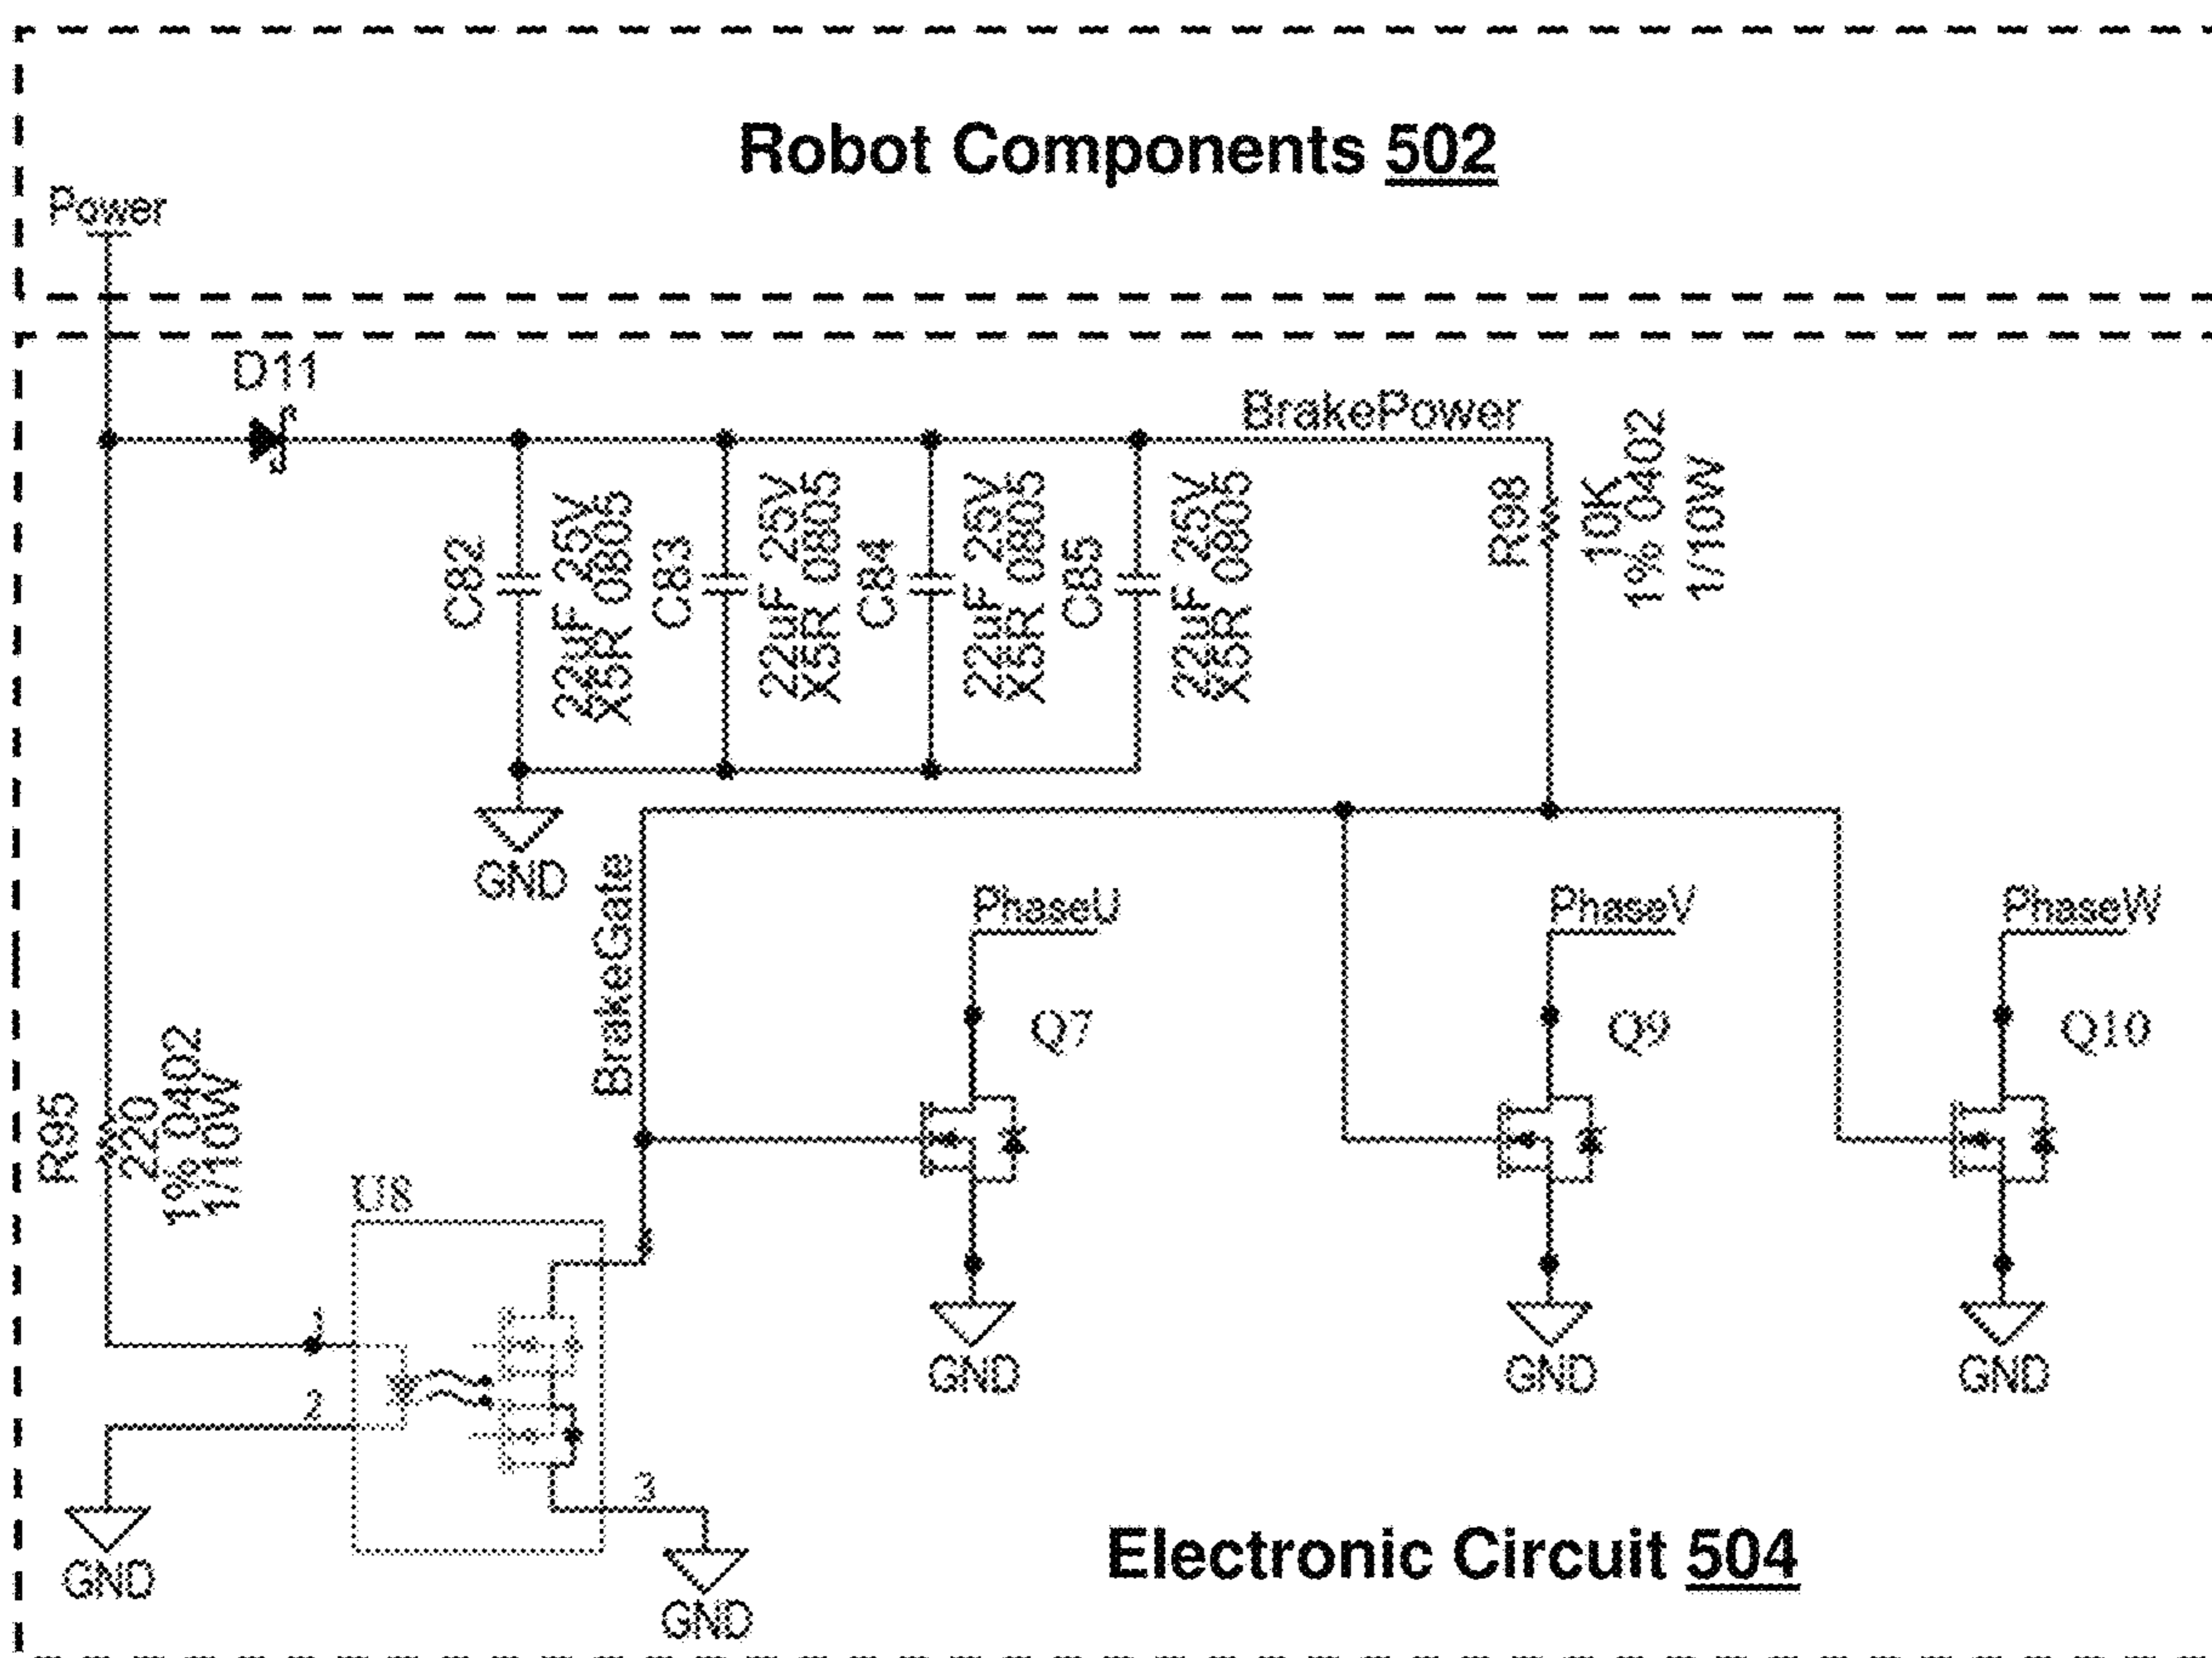 Robot Components 502
Power
D11
BrakePower
C82
22uF 25V
X5R 0805
C83
22uF 25V
X5R 0805
C84
22uF 25V
X5R 0805
C85
22uF 25V
X5R 0805
R98
10K
1% 0402
1/10W
GND
BrakeGate
PhaseU
PhaseV
PhaseW
Q7
Q9
Q10
R95
220
1% 0402
1/10W
U8
1
2
3
GND
GND
GND
GND
GND
Electronic Circuit 504